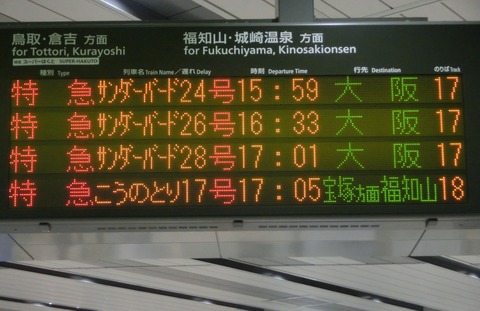 鳥取・倉吉 方面 福知山・城崎温泉 方面
for Tottori, Kurayoshi for Fukuchiyama, Kinosakionsen
特急 スーパーはくと SUPER-HAKUTO
種別 Type 列車名 Train Name/遅れ Delay 時刻 Departure Time 行先 Destination のりば Track
特急 サンダーバード24号 15:59 大阪 17
特急 サンダーバード26号 16:33 大阪 17
特急 サンダーバード28号 17:01 大阪 17
特急 こうのとり17号 17:05 宝塚方面福知山 18